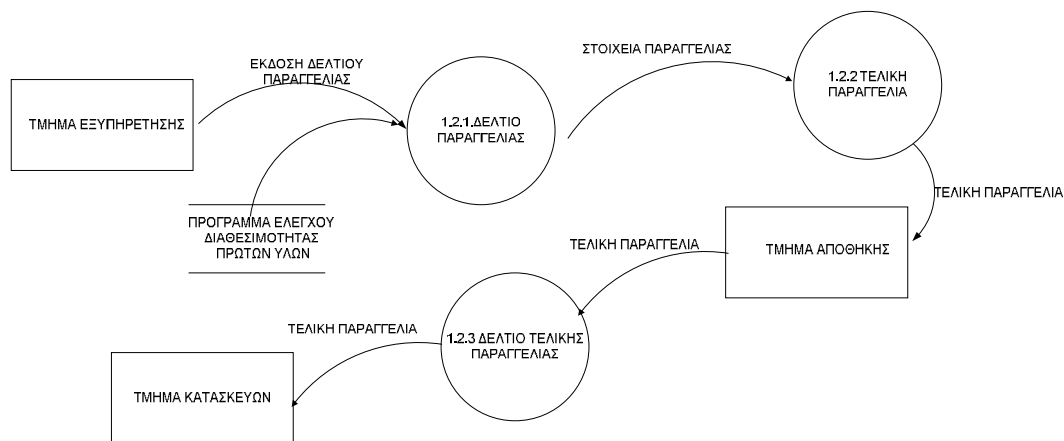 ΕΚΔΟΣΗ ΔΕΛΤΙΟΥ
ΠΑΡΑΓΓΕΛΙΑΣ
ΣΤΟΙΧΕΙΑ ΠΑΡΑΓΓΕΛΙΑΣ
ΤΜΗΜΑ ΕΞΥΠΗΡΕΤΗΣΗΣ
1.2.1.ΔΕΛΤΙΟ
ΠΑΡΑΓΓΕΛΙΑΣ
1.2.2 ΤΕΛΙΚΗ
ΠΑΡΑΓΓΕΛΙΑ
ΤΕΛΙΚΗ ΠΑΡΑΓΓΕΛΙΑ
ΠΡΟΓΡΑΜΜΑ ΕΛΕΓΧΟΥ
ΔΙΑΘΕΣΙΜΟΤΗΤΑΣ
ΠΡΩΤΩΝ ΥΛΩΝ
ΤΕΛΙΚΗ ΠΑΡΑΓΓΕΛΙΑ
ΤΜΗΜΑ ΑΠΟΘΗΚΗΣ
ΤΕΛΙΚΗ ΠΑΡΑΓΓΕΛΙΑ
1.2.3 ΔΕΛΤΙΟ ΤΕΛΙΚΗΣ
ΠΑΡΑΓΓΕΛΙΑΣ
ΤΜΗΜΑ ΚΑΤΑΣΚΕΥΩΝ